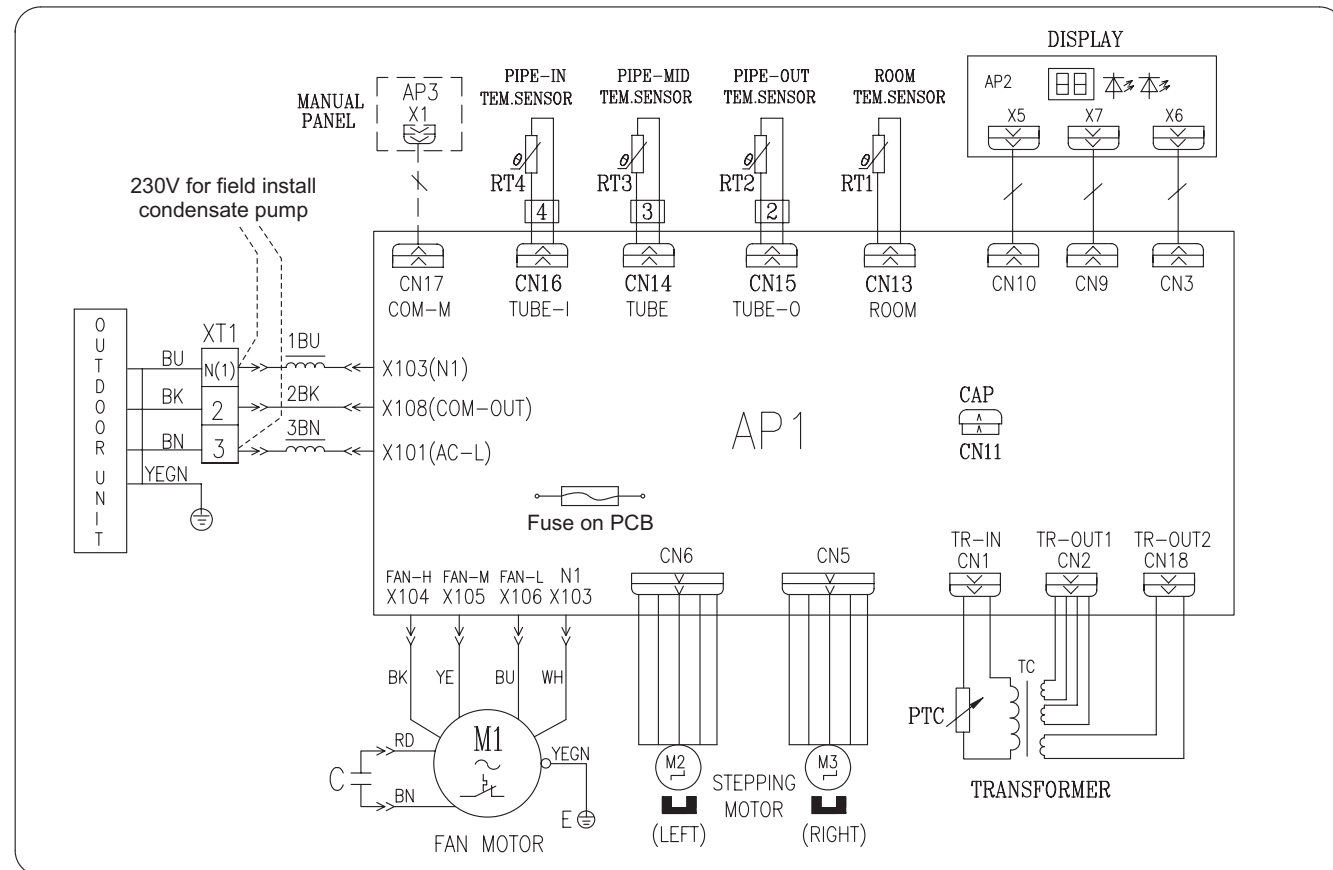 DISPLAY
AP2
X5
X7
X6
MANUAL
PANEL
AP3
X1
PIPE-IN
TEM.SENSOR
PIPE-MID
TEM.SENSOR
PIPE-OUT
TEM.SENSOR
ROOM
TEM.SENSOR
θ
RT4
θ
RT3
θ
RT2
θ
RT1
4
3
2
230V for field install
condensate pump
CN17
COM-M
CN16
TUBE-I
CN14
TUBE
CN15
TUBE-O
CN13
ROOM
CN10
CN9
CN3
OUTDOOR UNIT
BU
BK
BN
YEGN
XT1
N(1)
2
3
1BU
2BK
3BN
X103(N1)
X108(COM-OUT)
X101(AC-L)
AP1
CAP
CN11
Fuse on PCB
FAN-H
X104
FAN-M
X105
FAN-L
X106
N1
X103
CN6
CN5
TR-IN
CN1
TR-OUT1
CN2
TR-OUT2
CN18
BK
YE
BU
WH
C
RD
BN
M1
YEGN
E
FAN MOTOR
M2
(LEFT)
STEPPING
MOTOR
M3
(RIGHT)
PTC
TC
TRANSFORMER